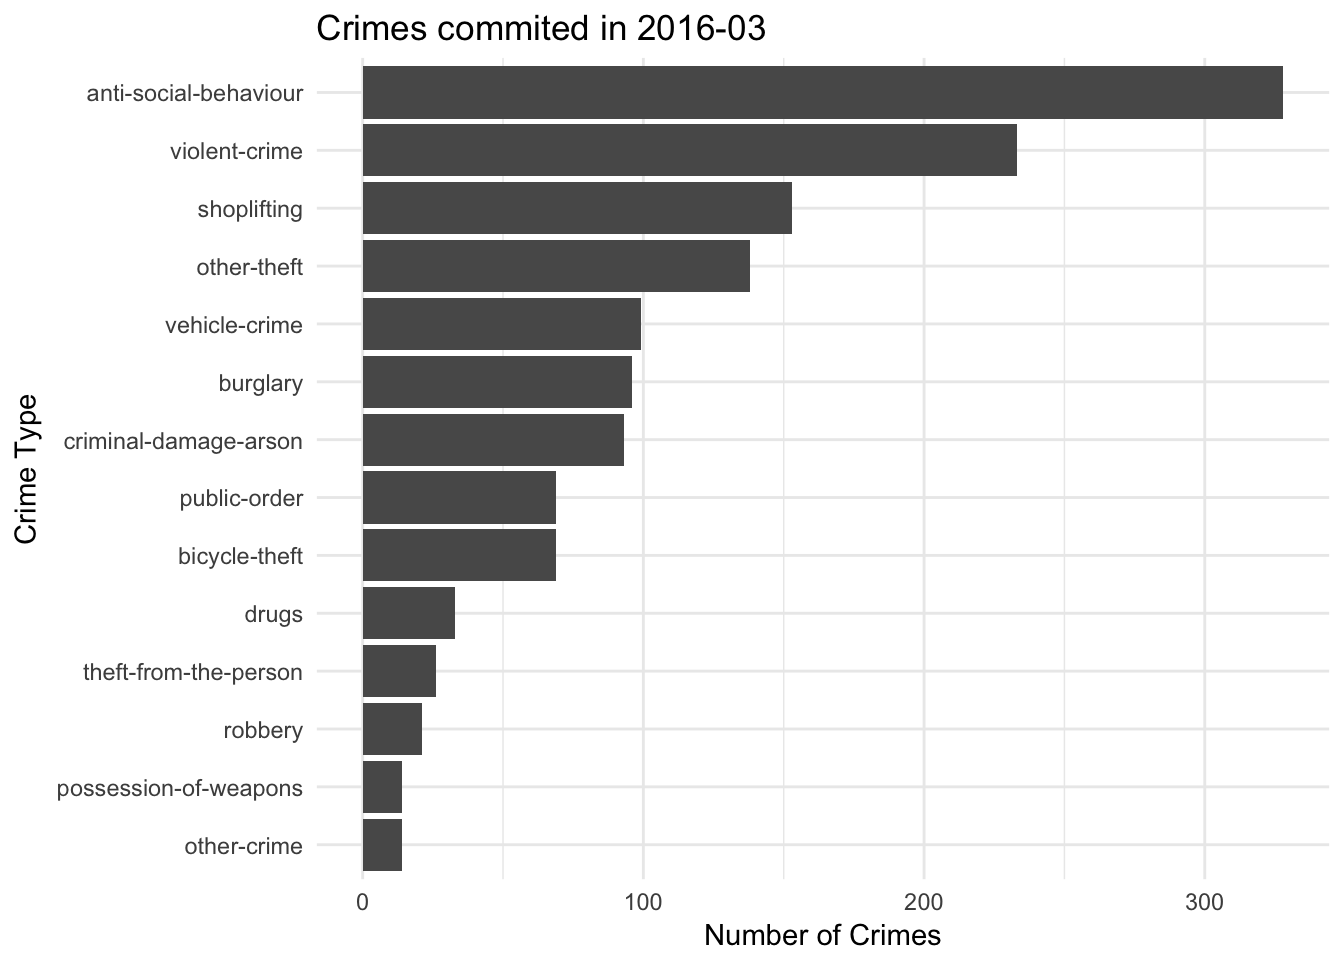 Crimes commited in 2016-03
anti-social-behaviour
violent-crime
shoplifting
other-theft
vehicle-crime
burglary
criminal-damage-arson
public-order
bicycle-theft
drugs
theft-from-the-person
robbery
possession-of-weapons
other-crime
Crime Type
0 100 200 300
Number of Crimes